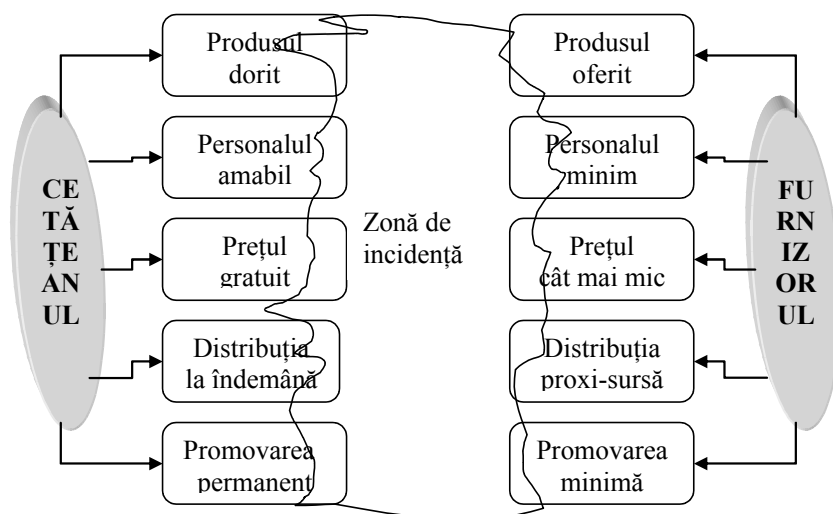 Produsul
dorit
Produsul
oferit
Personalul
amabil
Personalul
minim
CE
TĂ
ȚE
AN
UL
Zonă de
incidență
FU
RN
IZ
OR
UL
Prețul
gratuit
Prețul
cât mai mic
Distribuția
la îndemână
Distribuția
proxi-sursă
Promovarea
permanent
Promovarea
minimă